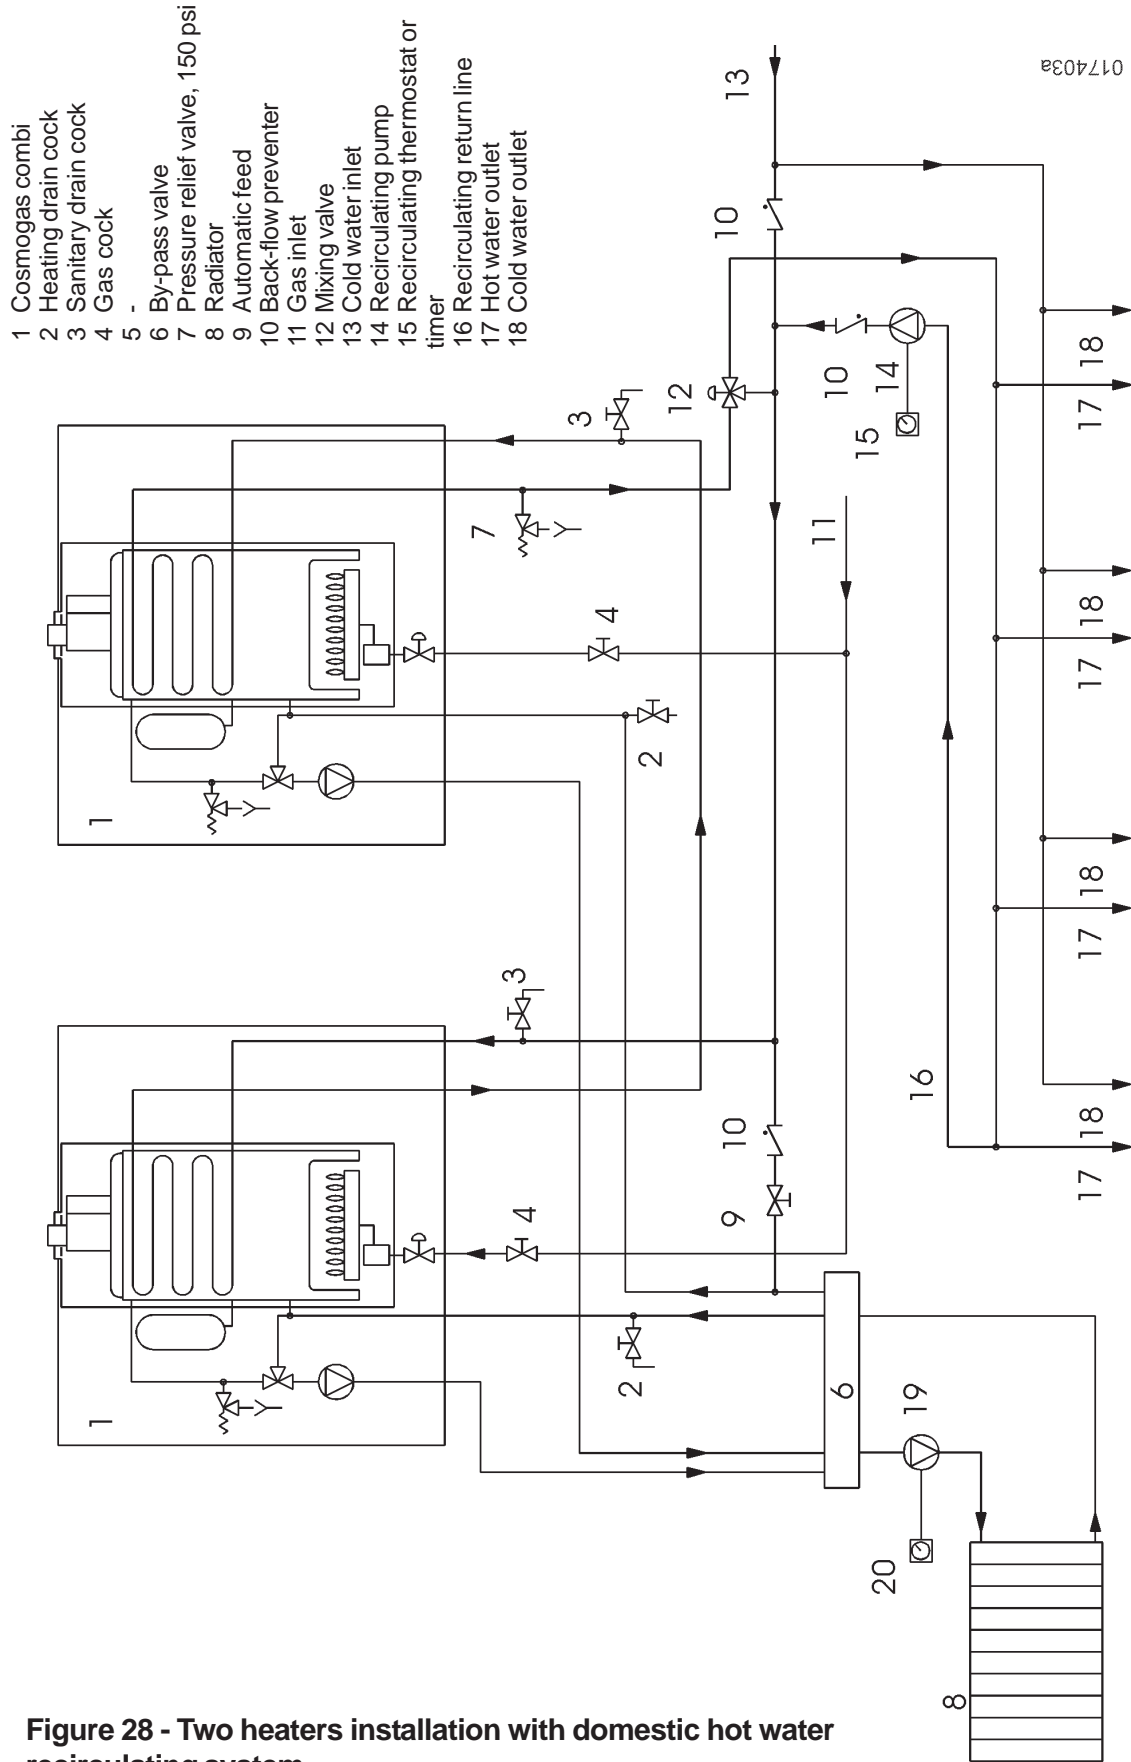 1 Cosmogas combi
2 Heating drain cock
3 Sanitary drain cock
4 Gas cock
5 -
6 By-pass valve
7 Pressure relief valve, 150 psi
8 Radiator
9 Automatic feed
10 Back-flow preventer
11 Gas inlet
12 Mixing valve
13 Cold water inlet
14 Recirculating pump
15 Recirculating thermostat or
timer
16 Recirculating return line
17 Hot water outlet
18 Cold water outlet
017403a
13
10
12
3
7
11
4
2
1
10
14
15
18
17
18
17
18
17
18
17
16
3
10
9
4
2
1
6
19
20
8
Figure 28 - Two heaters installation with domestic hot water
recirculating system